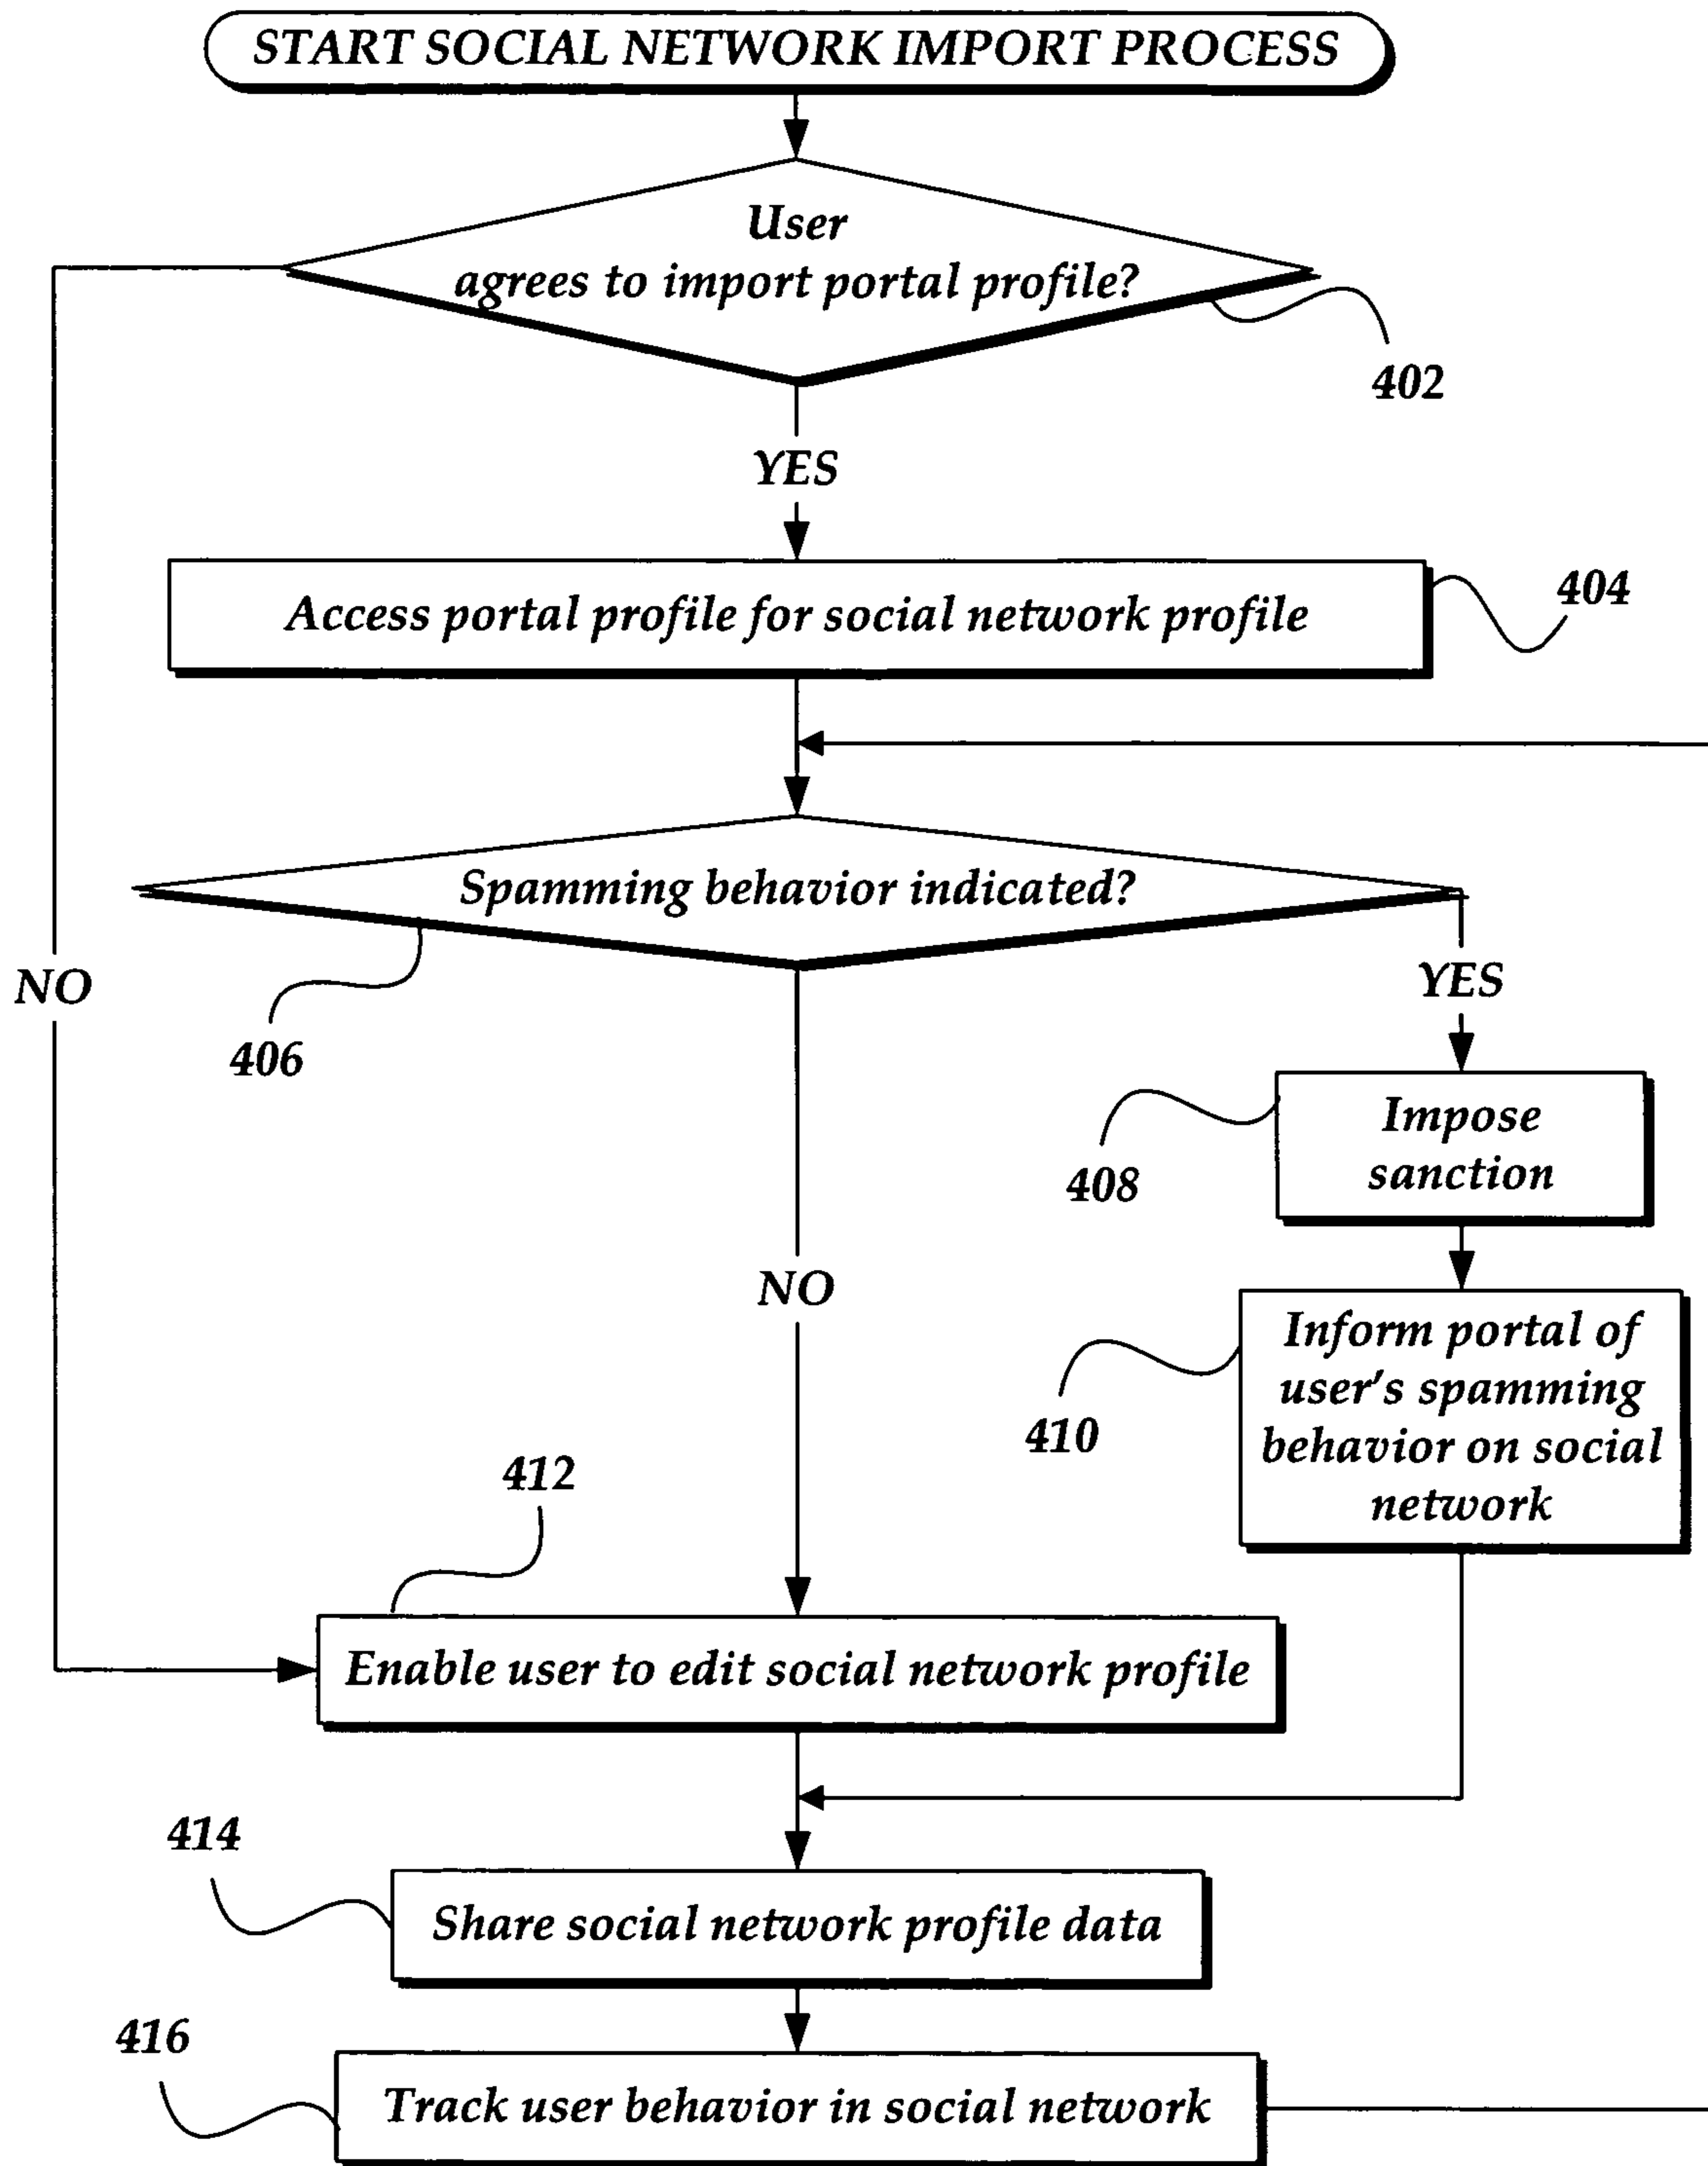 START SOCIAL NETWORK IMPORT PROCESS
User
agrees to import portal profile?
402
YES
Access portal profile for social network profile
404
Spamming behavior indicated?
NO
YES
406
Impose
sanction
408
NO
Inform portal of
user's spamming
behavior on social
network
410
412
Enable user to edit social network profile
414
Share social network profile data
416
Track user behavior in social network